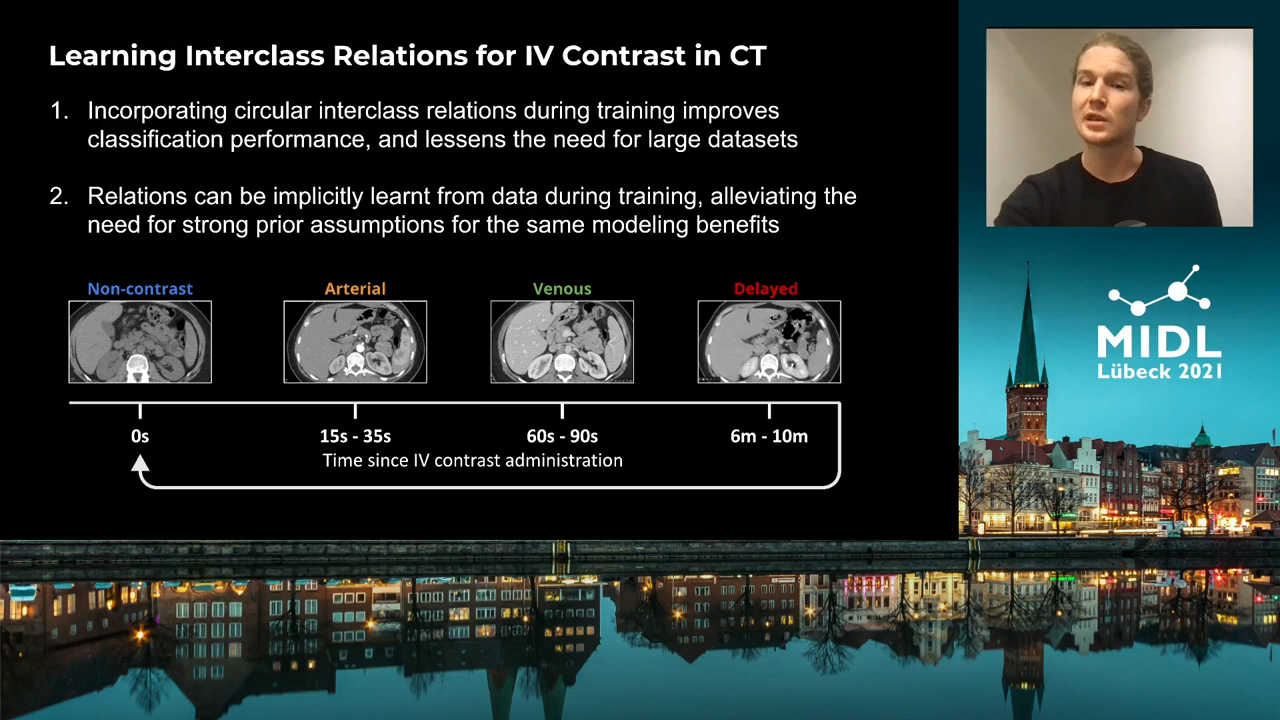 Learning Interclass Relations for IV Contrast in CT
1. Incorporating circular interclass relations during training improves
classification performance, and lessens the need for large datasets
2. Relations can be implicitly learnt from data during training, alleviating the
need for strong prior assumptions for the same modeling benefits
Non-contrast
Arterial
Venous
Delayed
0s
15s - 35s
60s - 90s
6m - 10m
Time since IV contrast administration
MIDL
Lübeck 2021